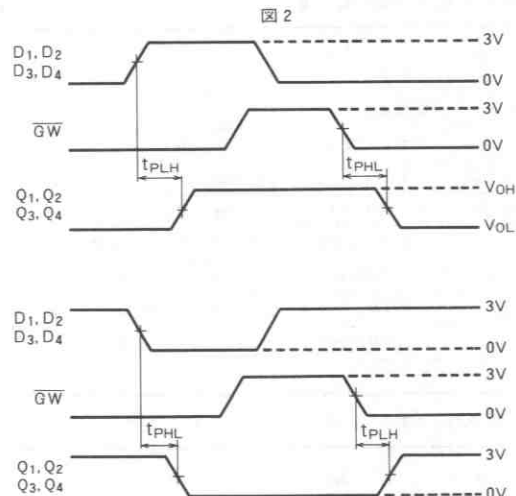 図2
D₁, D₂
D₃, D₄
3V
0V
GW
3V
0V
tPLH
tPHL
Q₁, Q₂
Q₃, Q₄
VOH
VOL
D₁, D₂
D₃, D₄
3V
0V
GW
3V
0V
tPHL
tPLH
Q₁, Q₂
Q₃, Q₄
3V
0V